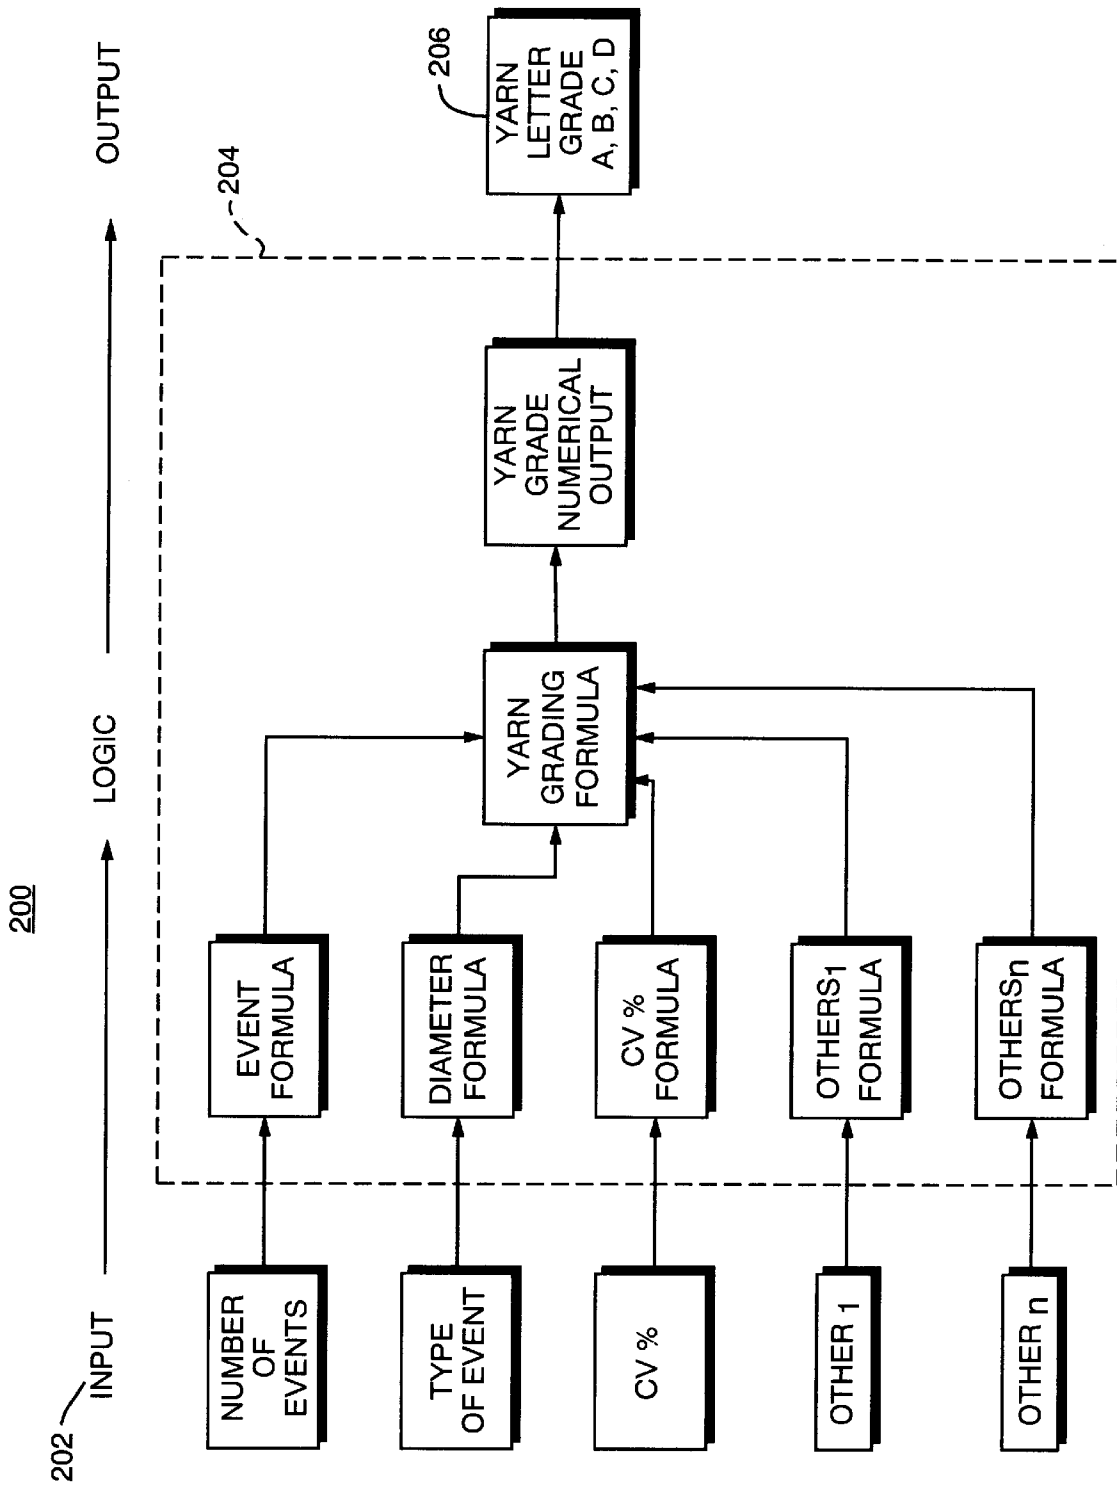 200
202
INPUT
LOGIC
OUTPUT
204
NUMBER
OF
EVENTS
EVENT
FORMULA
TYPE
OF EVENT
DIAMETER
FORMULA
CV %
CV %
FORMULA
OTHER 1
OTHERS1
FORMULA
OTHER n
OTHERSn
FORMULA
YARN
GRADING
FORMULA
YARN
GRADE
NUMERICAL
OUTPUT
206
YARN
LETTER
GRADE
A, B, C, D